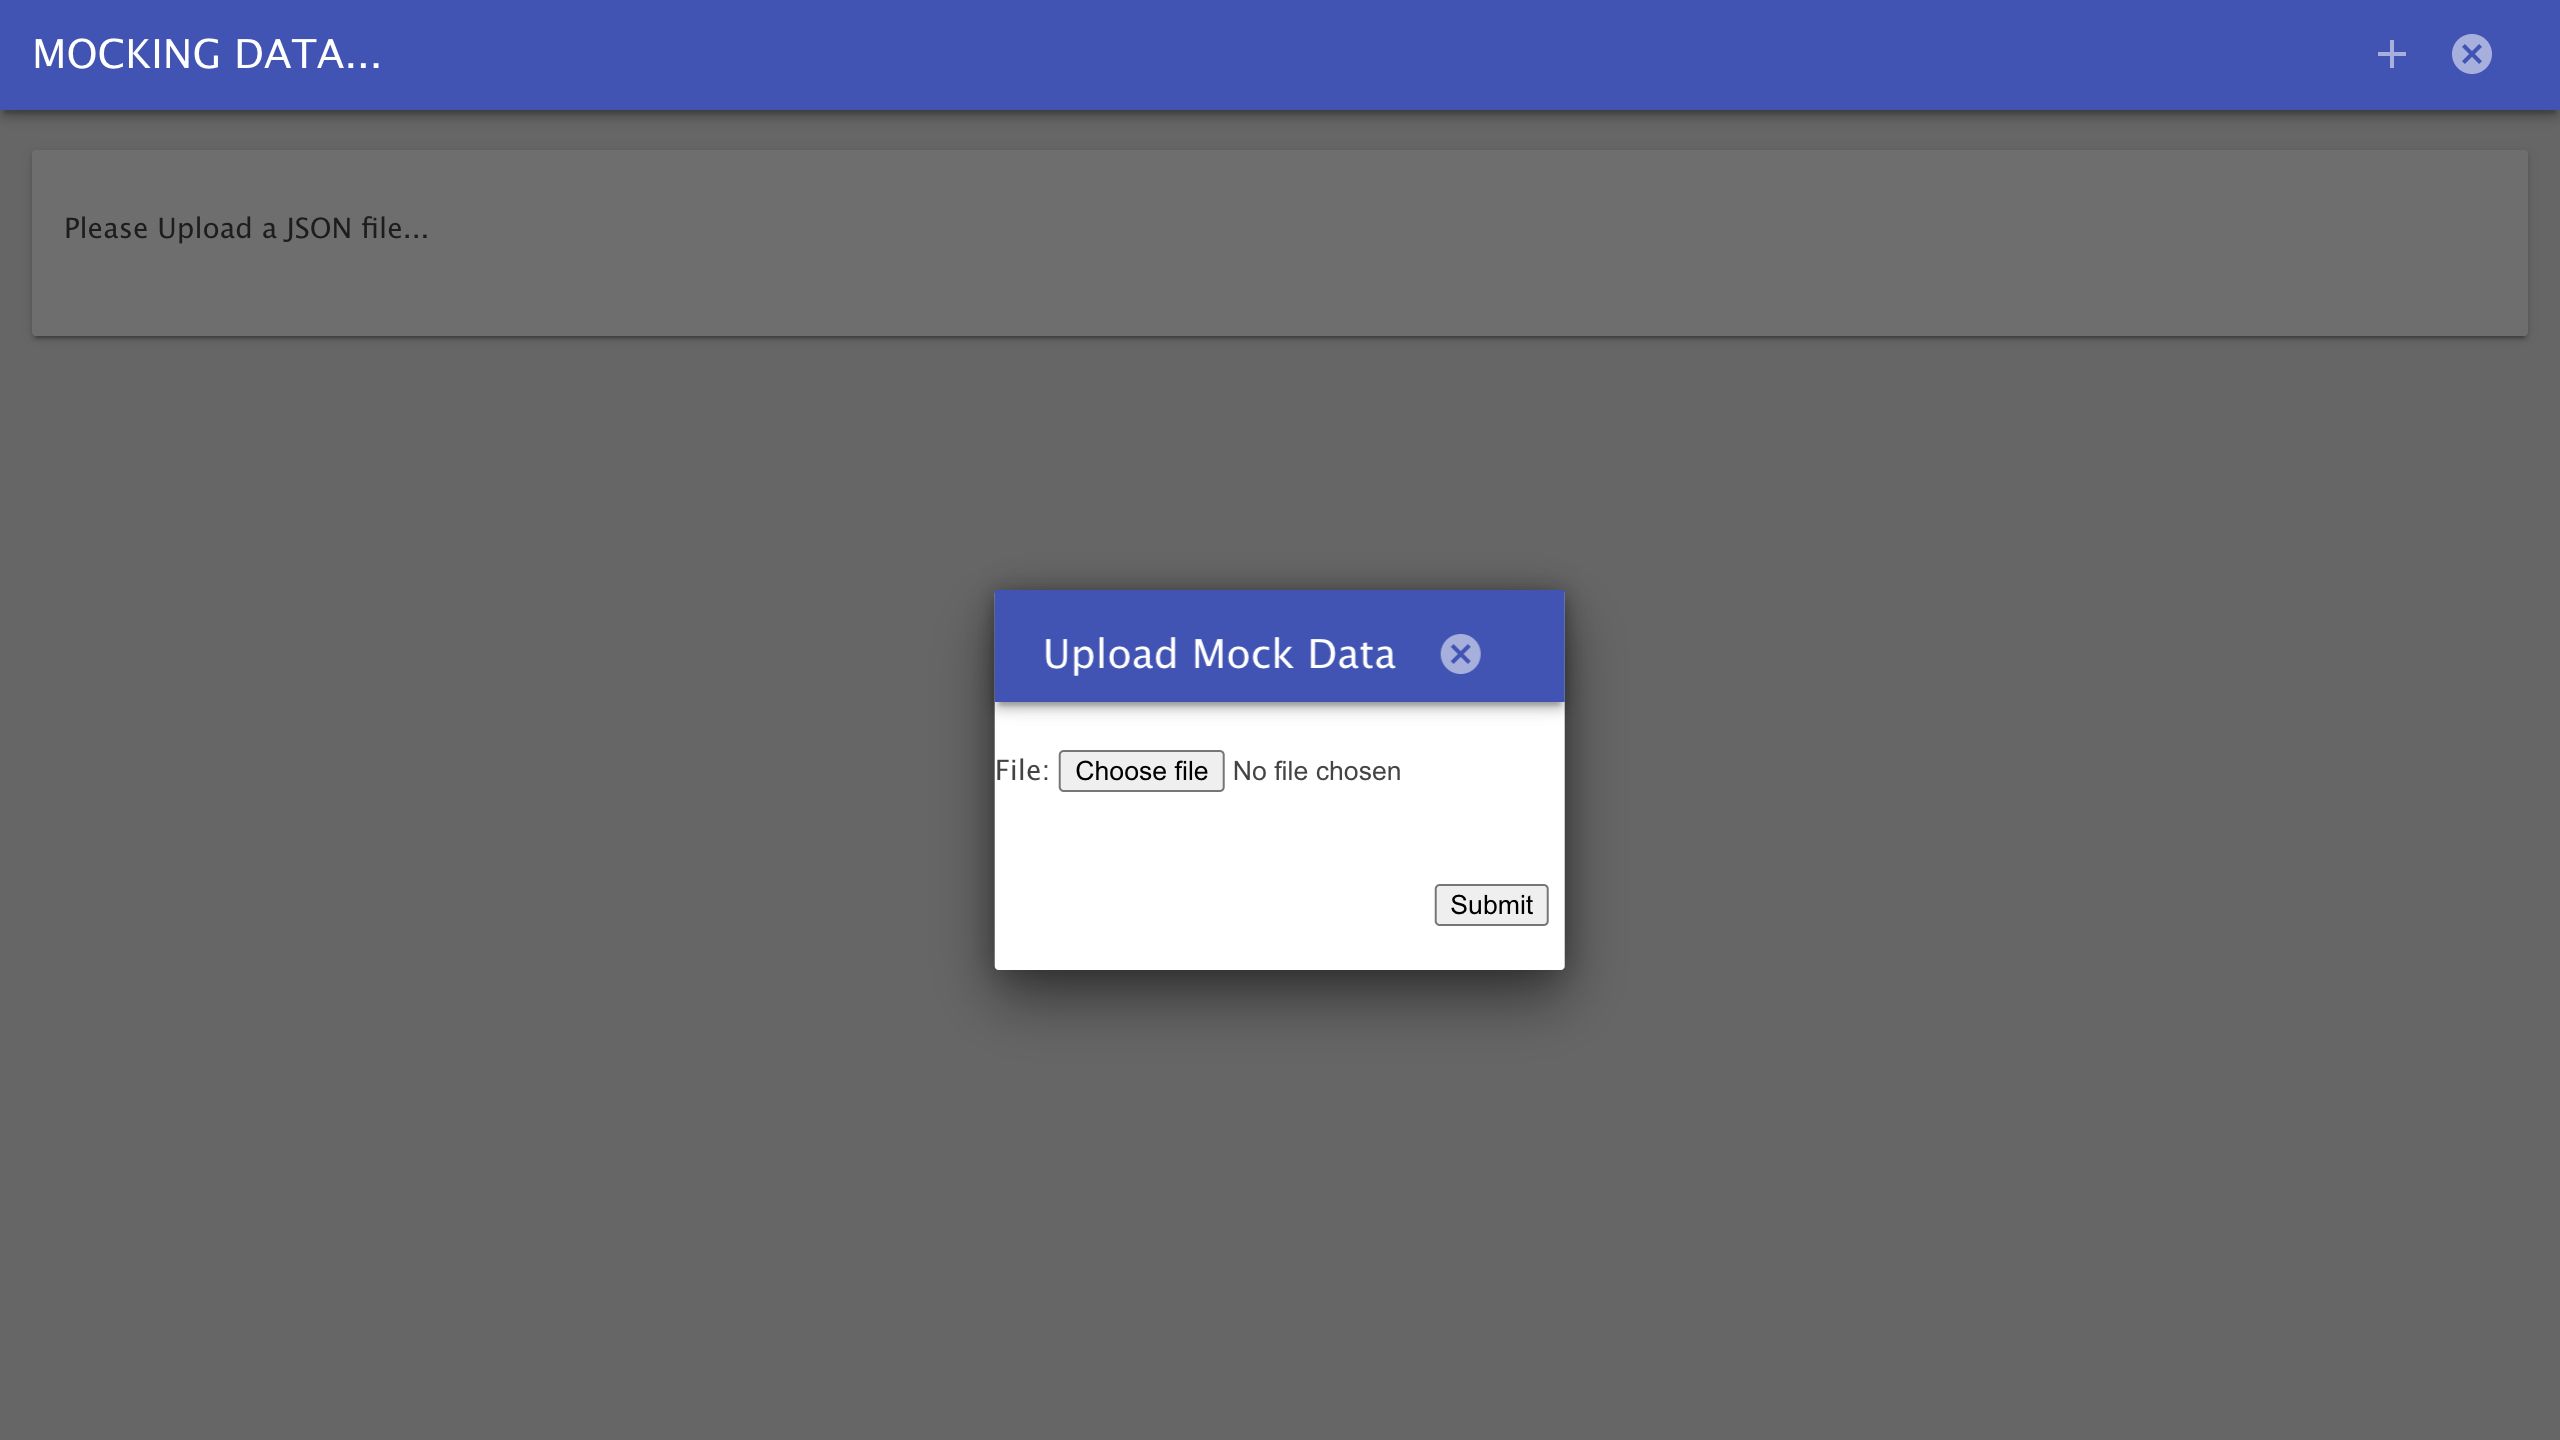 MOCKING DATA...
Please Upload a JSON file...
Upload Mock Data
File: Choose file No file chosen
Submit